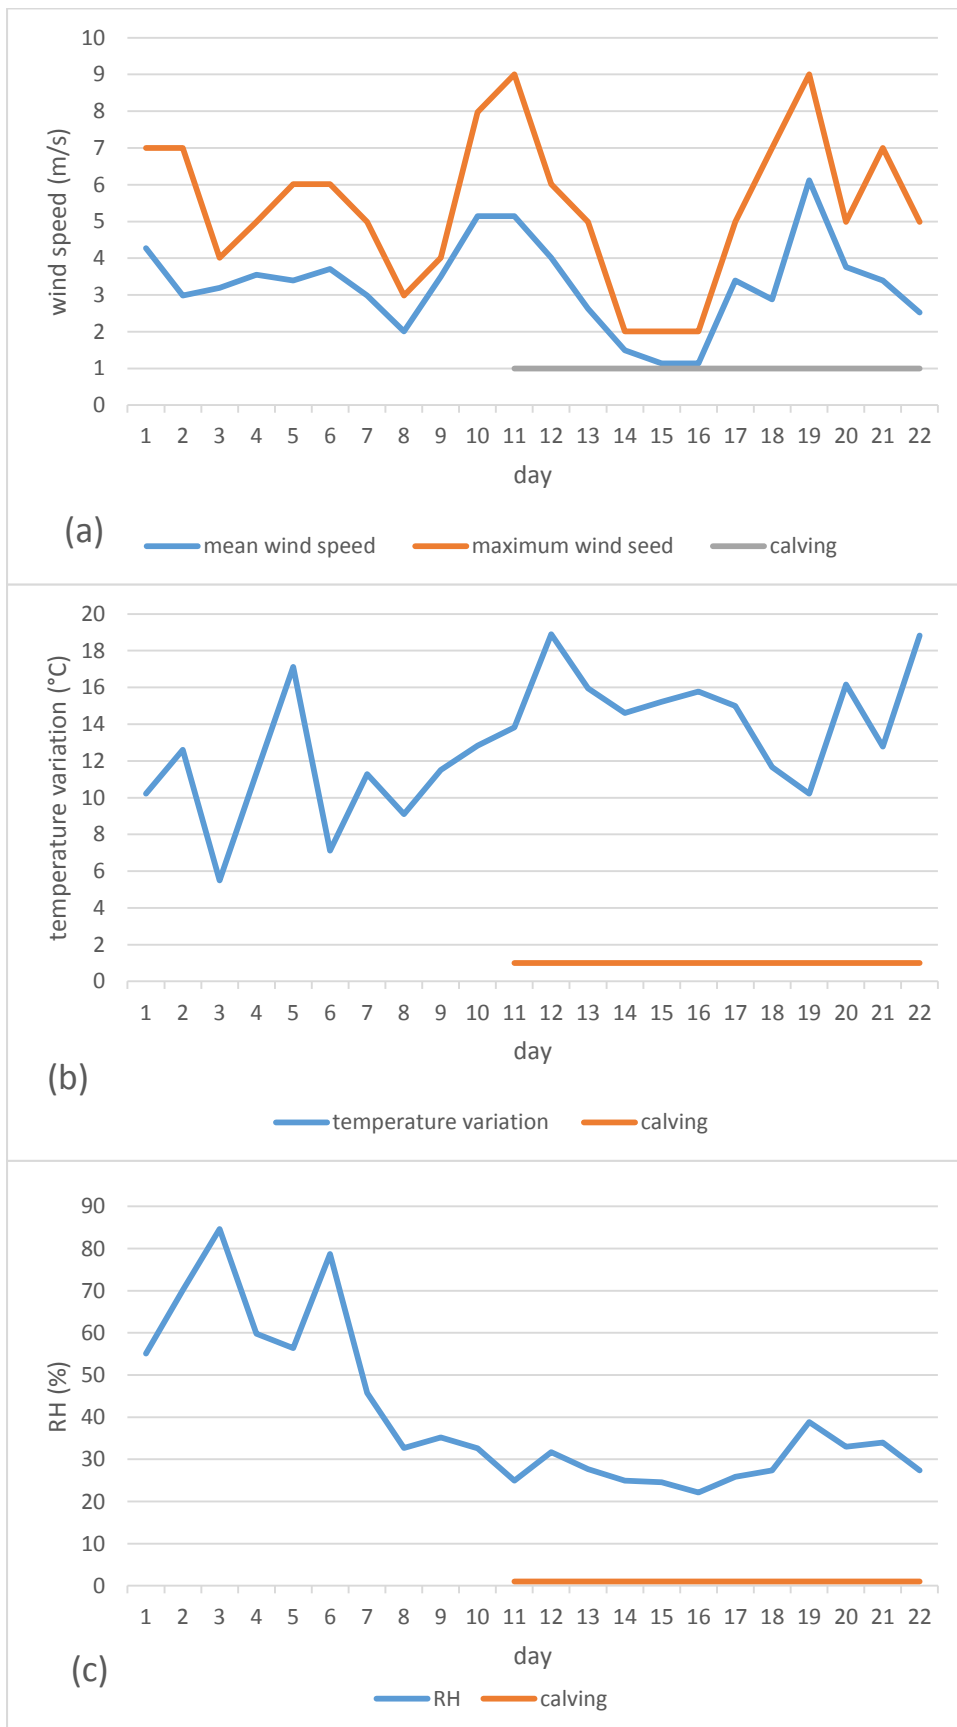 10
9
8
7
6
5
4
3
2
1
0
wind speed (m/s)
1 2 3 4 5 6 7 8 9 10 11 12 13 14 15 16 17 18 19 20 21 22
day
(a)
mean wind speed maximum wind seed calving
20
18
16
14
12
10
8
6
4
2
0
temperature variation (°C)
1 2 3 4 5 6 7 8 9 10 11 12 13 14 15 16 17 18 19 20 21 22
day
(b)
temperature variation calving
90
80
70
60
50
40
30
20
10
0
RH (%)
1 2 3 4 5 6 7 8 9 10 11 12 13 14 15 16 17 18 19 20 21 22
day
(c)
RH calving